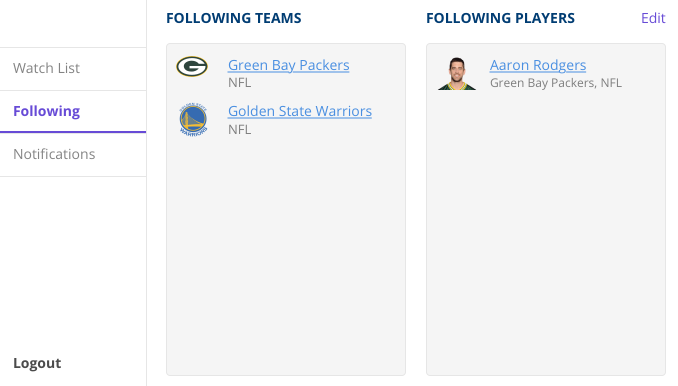 FOLLOWING TEAMS
FOLLOWING PLAYERS
Edit
Watch List
Following
Notifications
Logout
Green Bay Packers
NFL
Golden State Warriors
NFL
Aaron Rodgers
Green Bay Packers, NFL
G
WARRIORS